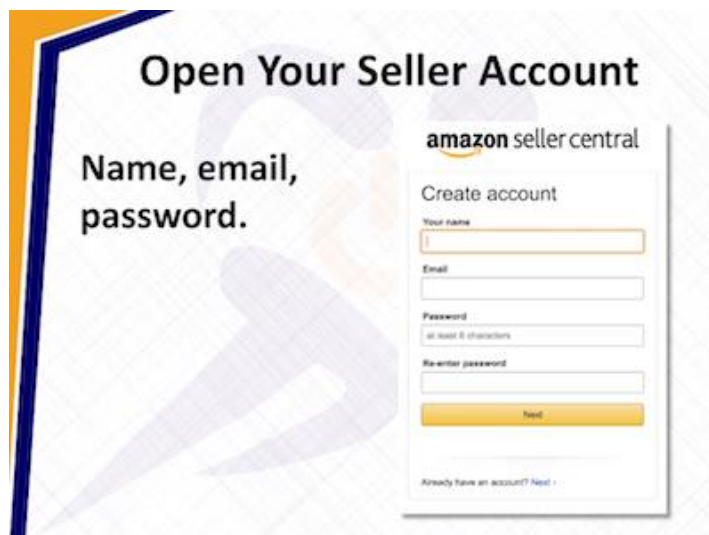 Open Your Seller Account
Name, email,
password.
amazon seller central
Create account
Your name
Email
Password
at least 6 characters
Re-enter password
Next
Already have an account? Next ›